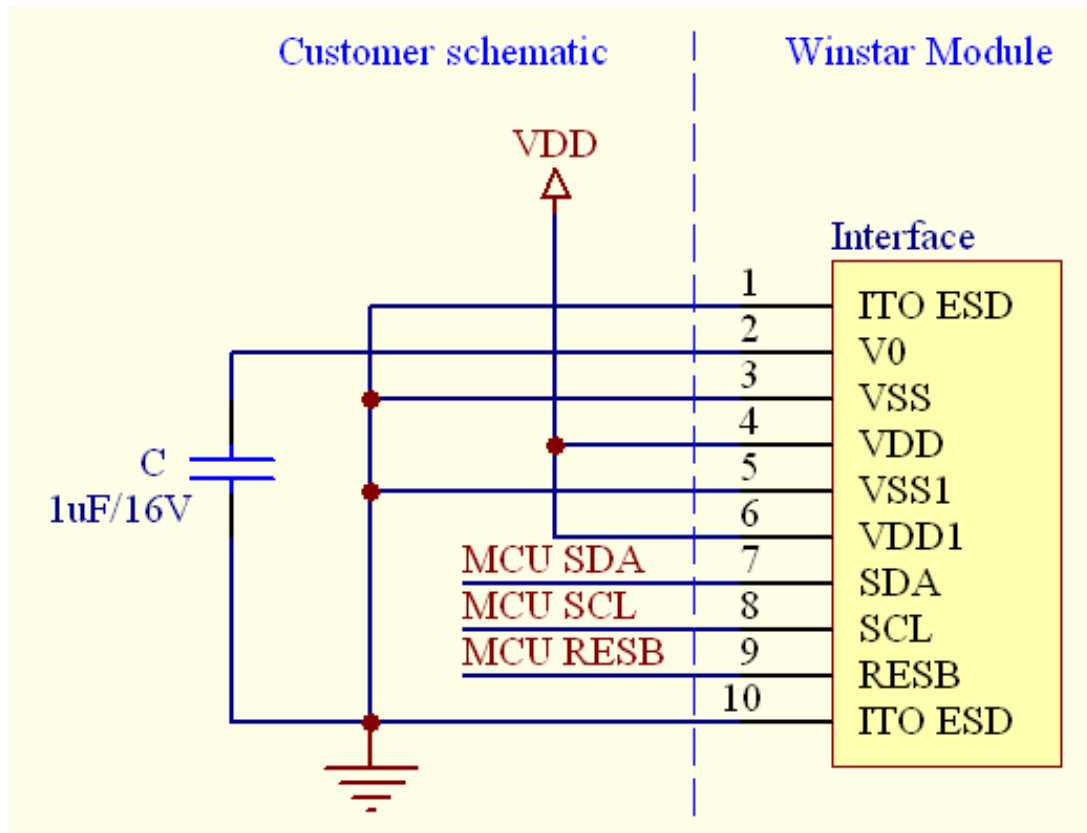 Customer schematic
Winstar Module
VDD
Interface
1 ITO ESD
2 V0
3 VSS
4 VDD
C
5 VSS1
1uF/16V
6 VDD1
MCU SDA 7 SDA
MCU SCL 8 SCL
MCU RESB 9 RESB
10 ITO ESD